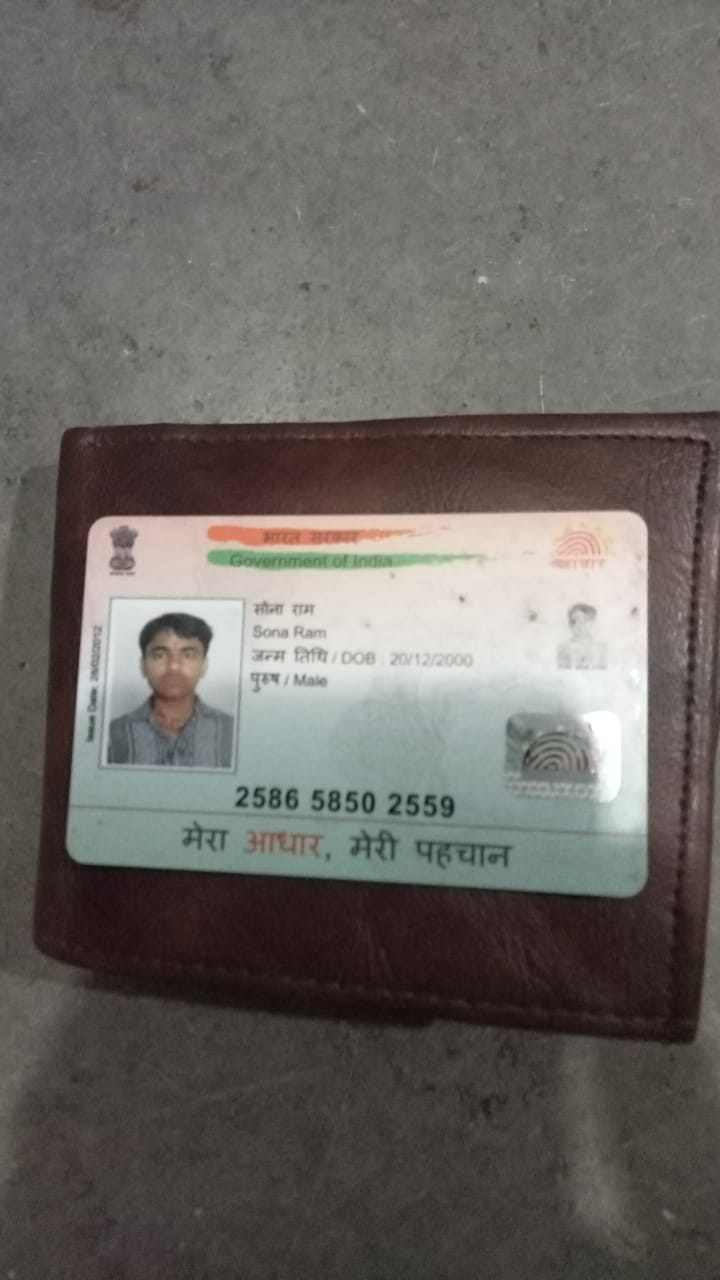 भारत सरकार
Government of India
आधार
Issue Date: 28/02/2012
सोना राम
Sona Ram
जन्म तिथि / DOB : 20/12/2000
पुरुष / Male
2586 5850 2559
मेरा आधार, मेरी पहचान